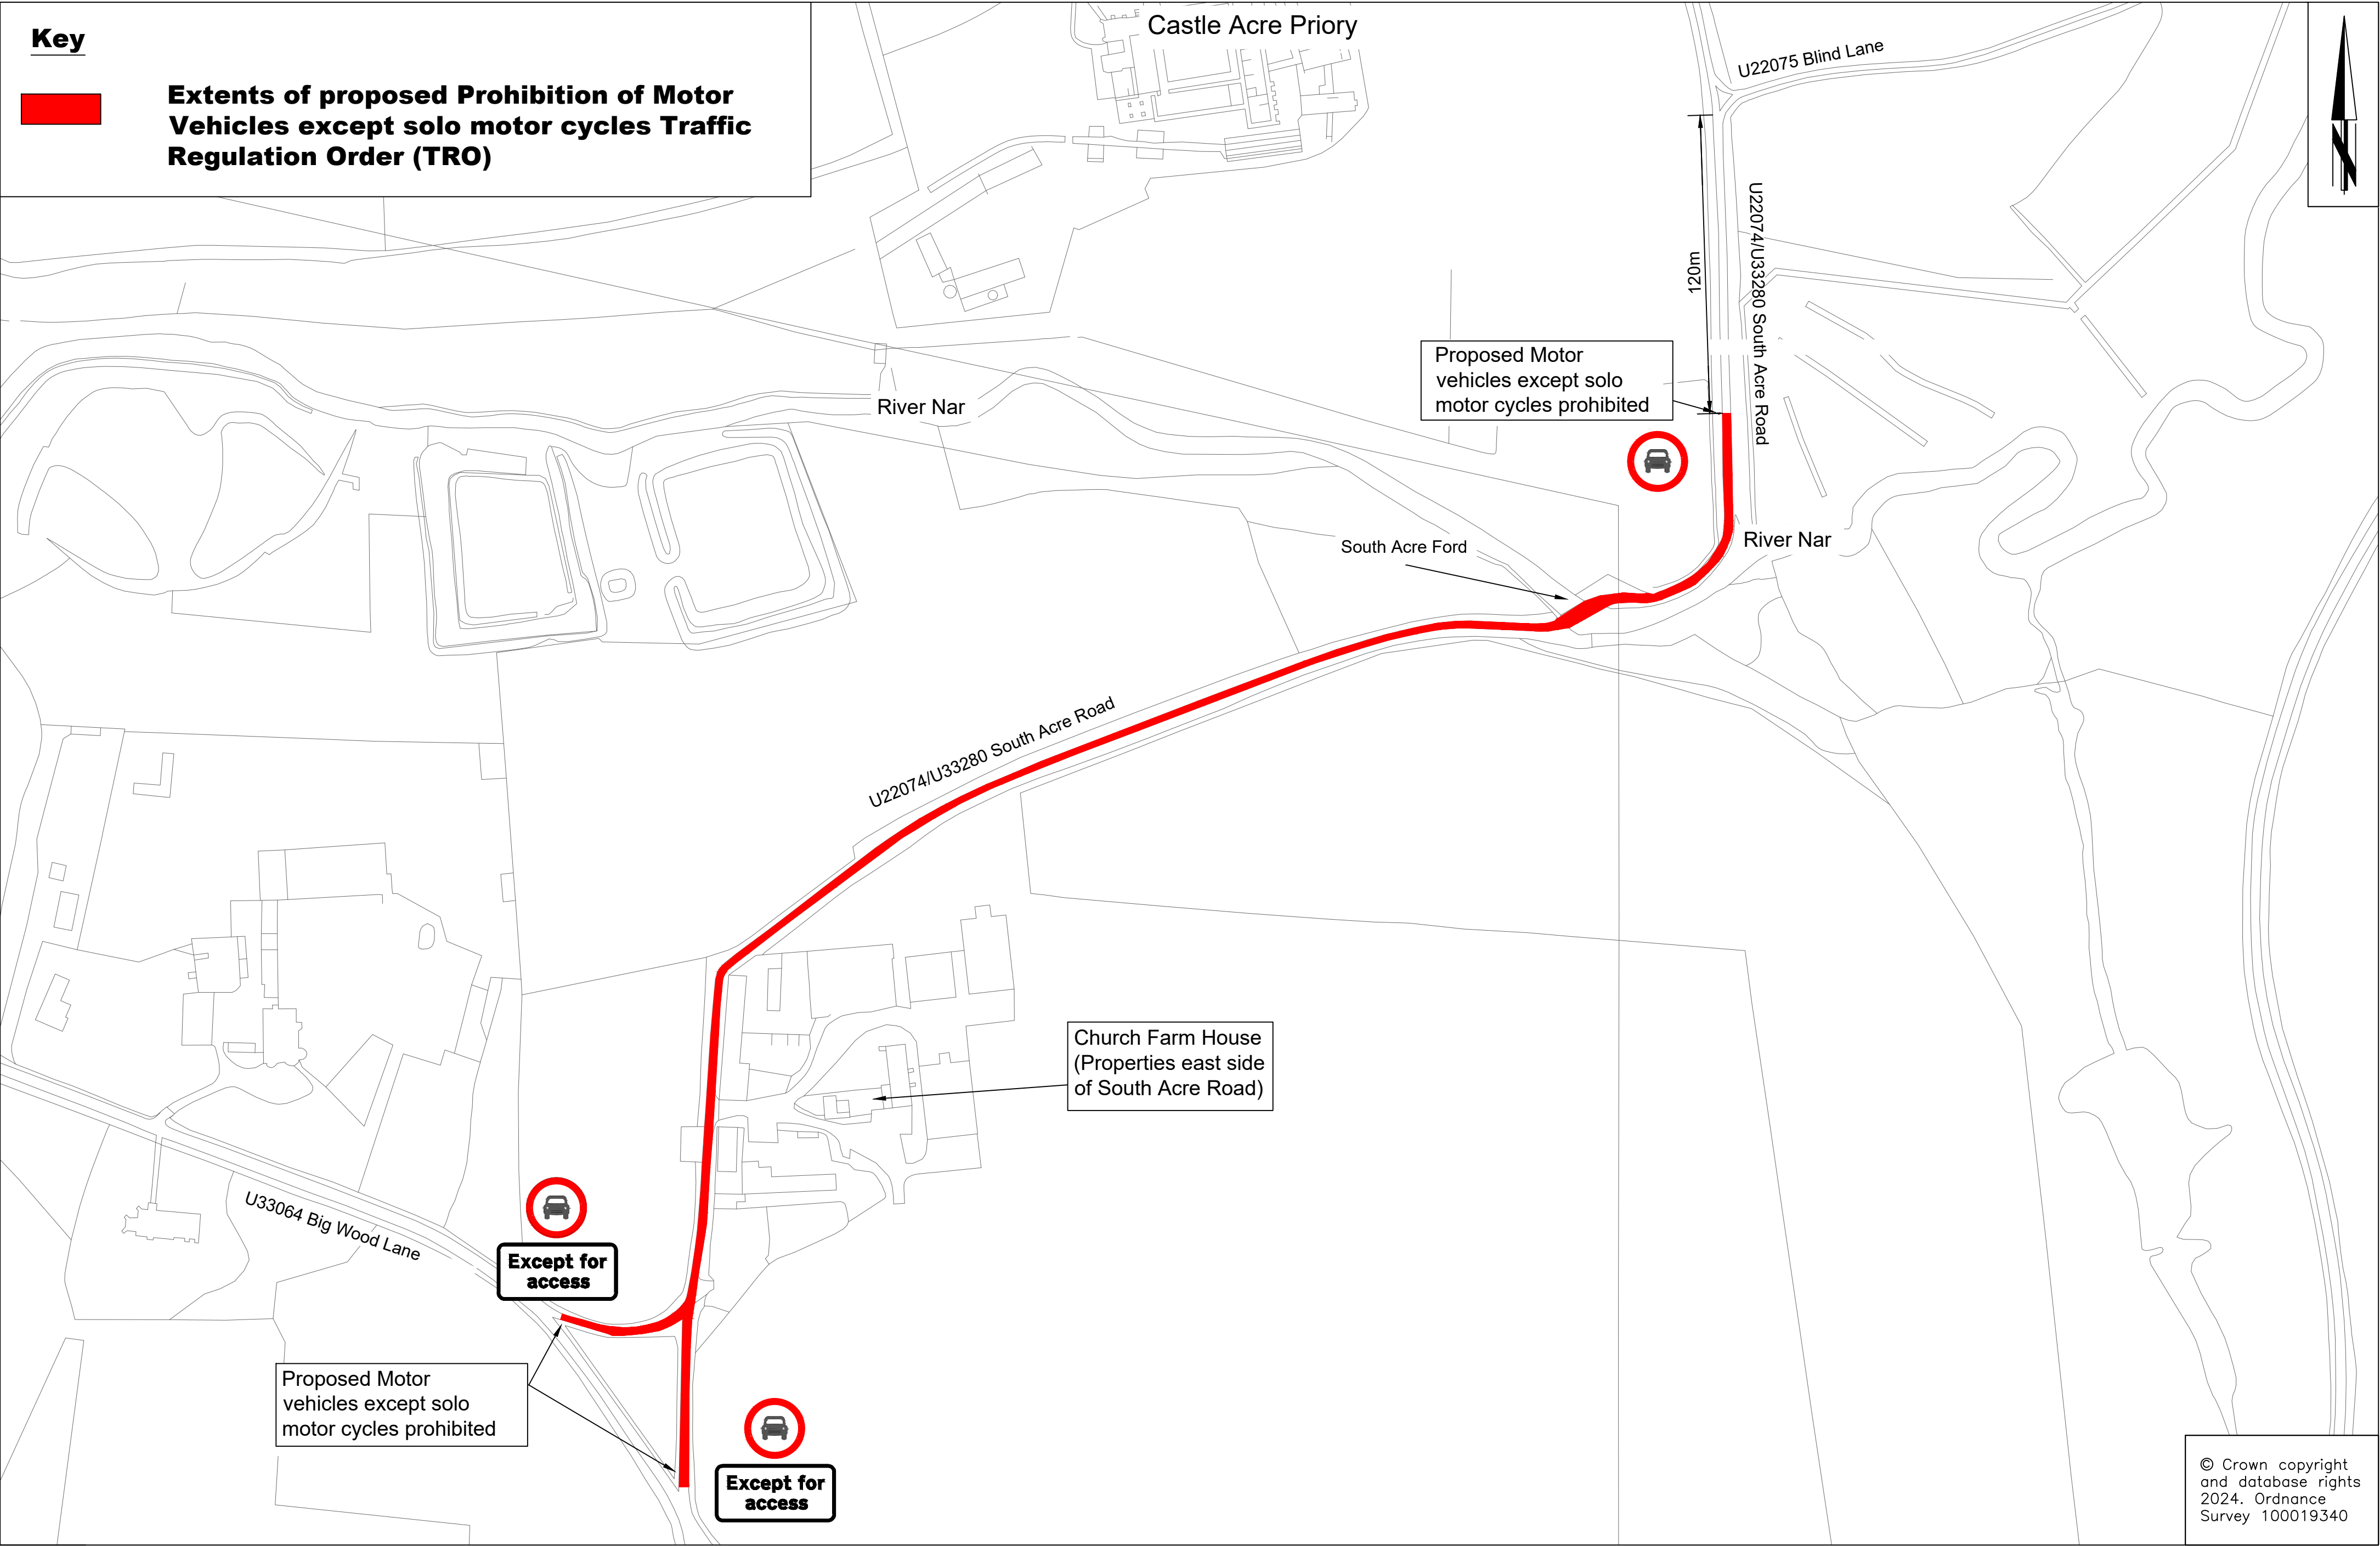 Key
Extents of proposed Prohibition of Motor
Vehicles except solo motor cycles Traffic
Regulation Order (TRO)
Castle Acre Priory
U22075 Blind Lane
N
120m
U22074/U33280 South Acre Road
Proposed Motor
vehicles except solo
motor cycles prohibited
River Nar
South Acre Ford
River Nar
U22074/U33280 South Acre Road
Church Farm House
(Properties east side
of South Acre Road)
U33064 Big Wood Lane
Except for
access
Proposed Motor
vehicles except solo
motor cycles prohibited
Except for
access
© Crown copyright
and database rights
2024. Ordnance
Survey 100019340